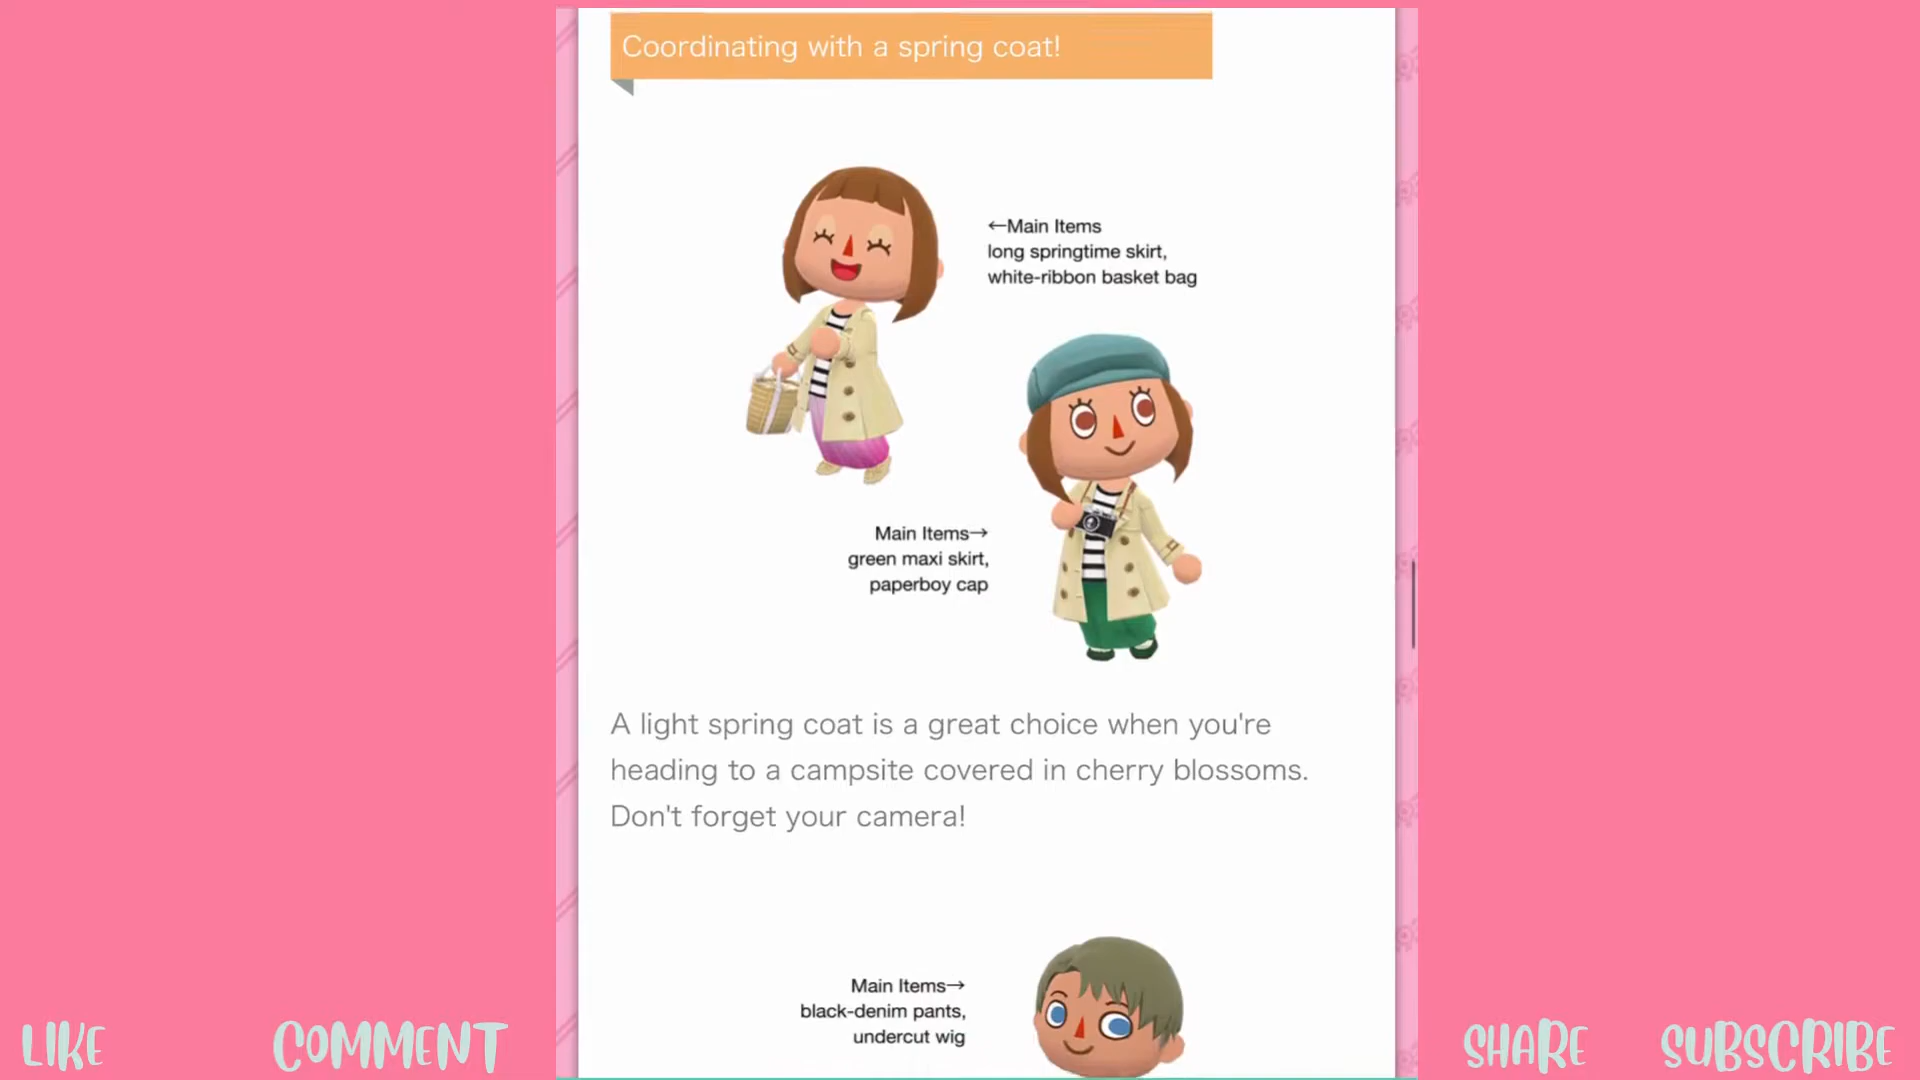 Coordinating with a spring coat!
←Main Items
long springtime skirt,
white-ribbon basket bag
Main Items→
green maxi skirt,
paperboy cap
A light spring coat is a great choice when you're
heading to a campsite covered in cherry blossoms.
Don't forget your camera!
Main Items→
black-denim pants,
undercut wig
LIKE
COMMENT
SHARE
SUBSCRIBE